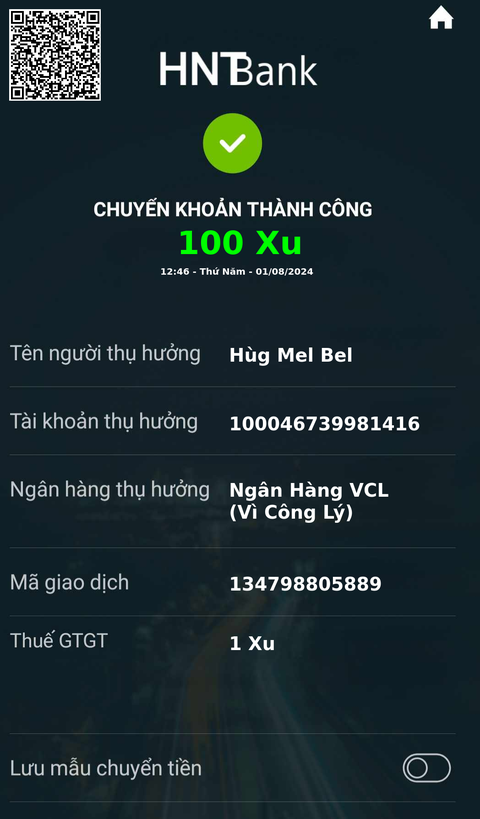 HNTBank
CHUYỂN KHOẢN THÀNH CÔNG
100 Xu
12:46 - Thứ Năm - 01/08/2024
Tên người thụ hưởng
Hùg Mel Bel
Tài khoản thụ hưởng
100046739981416
Ngân hàng thụ hưởng
Ngân Hàng VCL
(Vì Công Lý)
Mã giao dịch
134798805889
Thuế GTGT
1 Xu
Lưu mẫu chuyển tiền